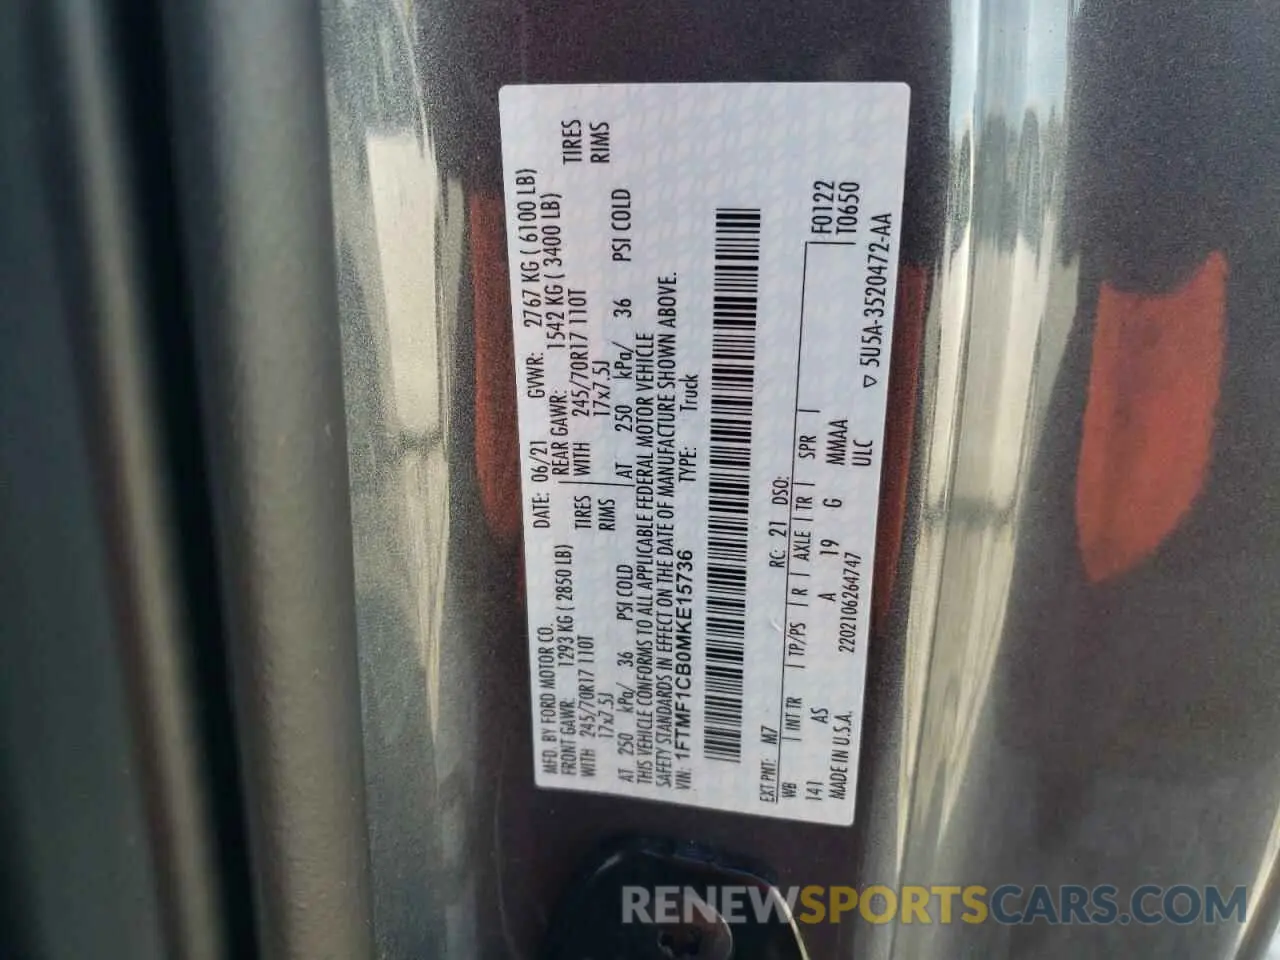 MFD. BY FORD MOTOR CO.
DATE: 06/21 GVWR: 2767 KG ( 6100 LB)
FRONT GAWR: 1293 KG ( 2850 LB)
REAR GAWR: 1542 KG ( 3400 LB)
WITH 245/70R17 110T TIRES
WITH 245/70R17 110T TIRES
17x7.5J RIMS
17x7.5J RIMS
AT 250 kPa/ 36 PSI COLD
AT 250 kPa/ 36 PSI COLD
THIS VEHICLE CONFORMS TO ALL APPLICABLE FEDERAL MOTOR VEHICLE
SAFETY STANDARDS IN EFFECT ON THE DATE OF MANUFACTURE SHOWN ABOVE.
VIN: 1FTMF1CB0MKE15736 TYPE: Truck
EXT PNT: M7 RC: 21 DSO:
WB INT TR TP/PS R AXLE TR SPR F0122
141 AS A 19 G MMAA T0650
MADE IN U.S.A. 2202106264747 ULC
▽ 5U5A-3520472-AA
RENEWSPORTSCARS.COM